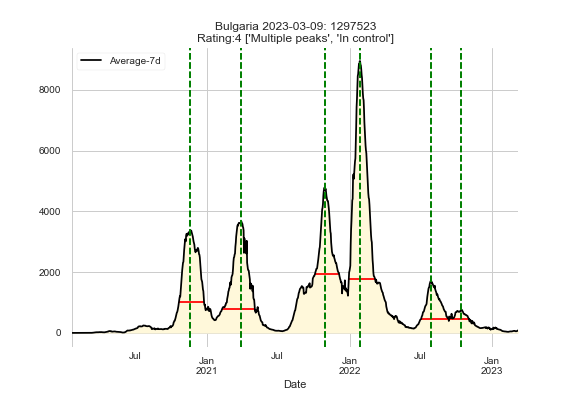 Bulgaria 2023-03-09: 1297523
Rating:4 ['Multiple peaks', 'In control']
Average-7d
8000
6000
4000
2000
0
Jul
Jan
2021
Jul
Jan
2022
Jul
Jan
2023
Date